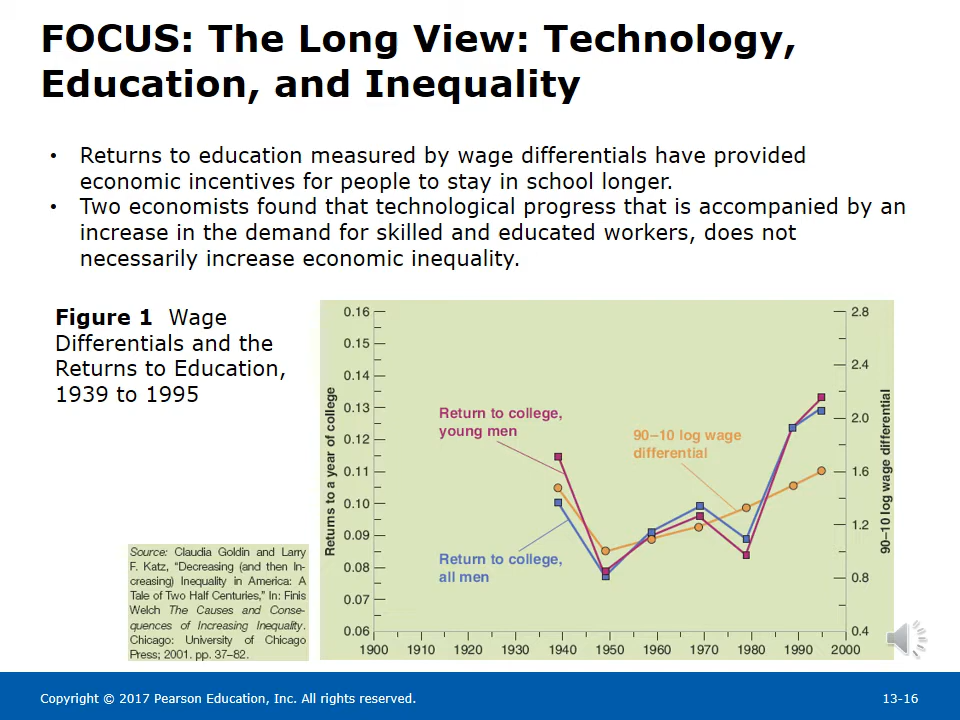 FOCUS: The Long View: Technology,
Education, and Inequality
• Returns to education measured by wage differentials have provided
economic incentives for people to stay in school longer.
• Two economists found that technological progress that is accompanied by an
increase in the demand for skilled and educated workers, does not
necessarily increase economic inequality.
Figure 1 Wage
Differentials and the
Returns to Education,
1939 to 1995
Source: Claudia Goldin and Larry
F. Katz, “Decreasing (and then In-
creasing) Inequality in America: A
Tale of Two Half Centuries,” In: Finis
Welch The Causes and Conse-
quences of Increasing Inequality.
Chicago: University of Chicago
Press; 2001. pp. 37–82.
Returns to a year of college
0.16
0.15
0.14
0.13
0.12
0.11
0.10
0.09
0.08
0.07
0.06
Return to college,
young men
90–10 log wage
differential
Return to college,
all men
2.8
2.4
2.0
1.6
1.2
0.8
0.4
90–10 log wage differential
1900 1910 1920 1930 1940 1950 1960 1970 1980 1990 2000
Copyright © 2017 Pearson Education, Inc. All rights reserved.
13-16